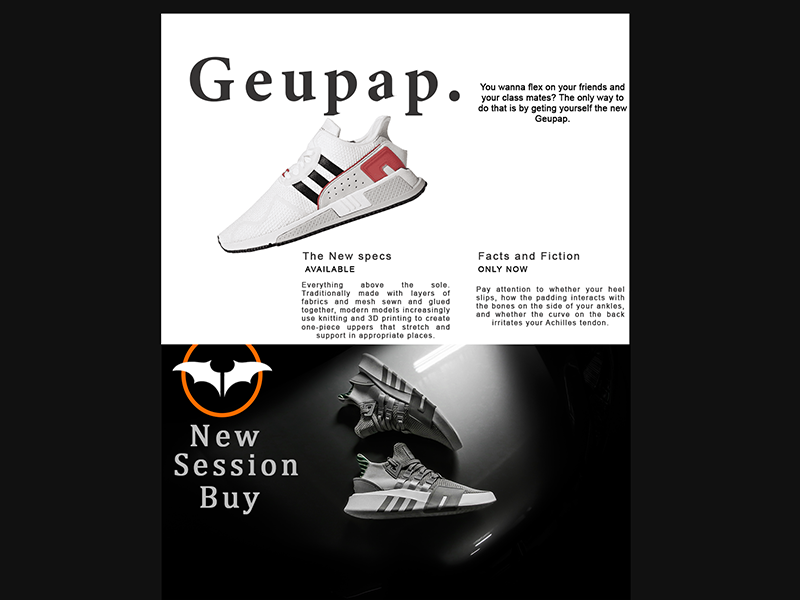 Geupap.
You wanna flex on your friends and
your class mates? The only way to
do that is by geting yourself the new
Geupap.
The New specs
AVAILABLE
Everything above the sole.
Traditionally made with layers of
fabrics and mesh sewn and glued
together, modern models increasingly
use knitting and 3D printing to create
one-piece uppers that stretch and
support in appropriate places.
Facts and Fiction
ONLY NOW
Pay attention to whether your heel
slips, how the padding interacts with
the bones on the side of your ankles,
and whether the curve on the back
irritates your Achilles tendon.
New
Session
Buy